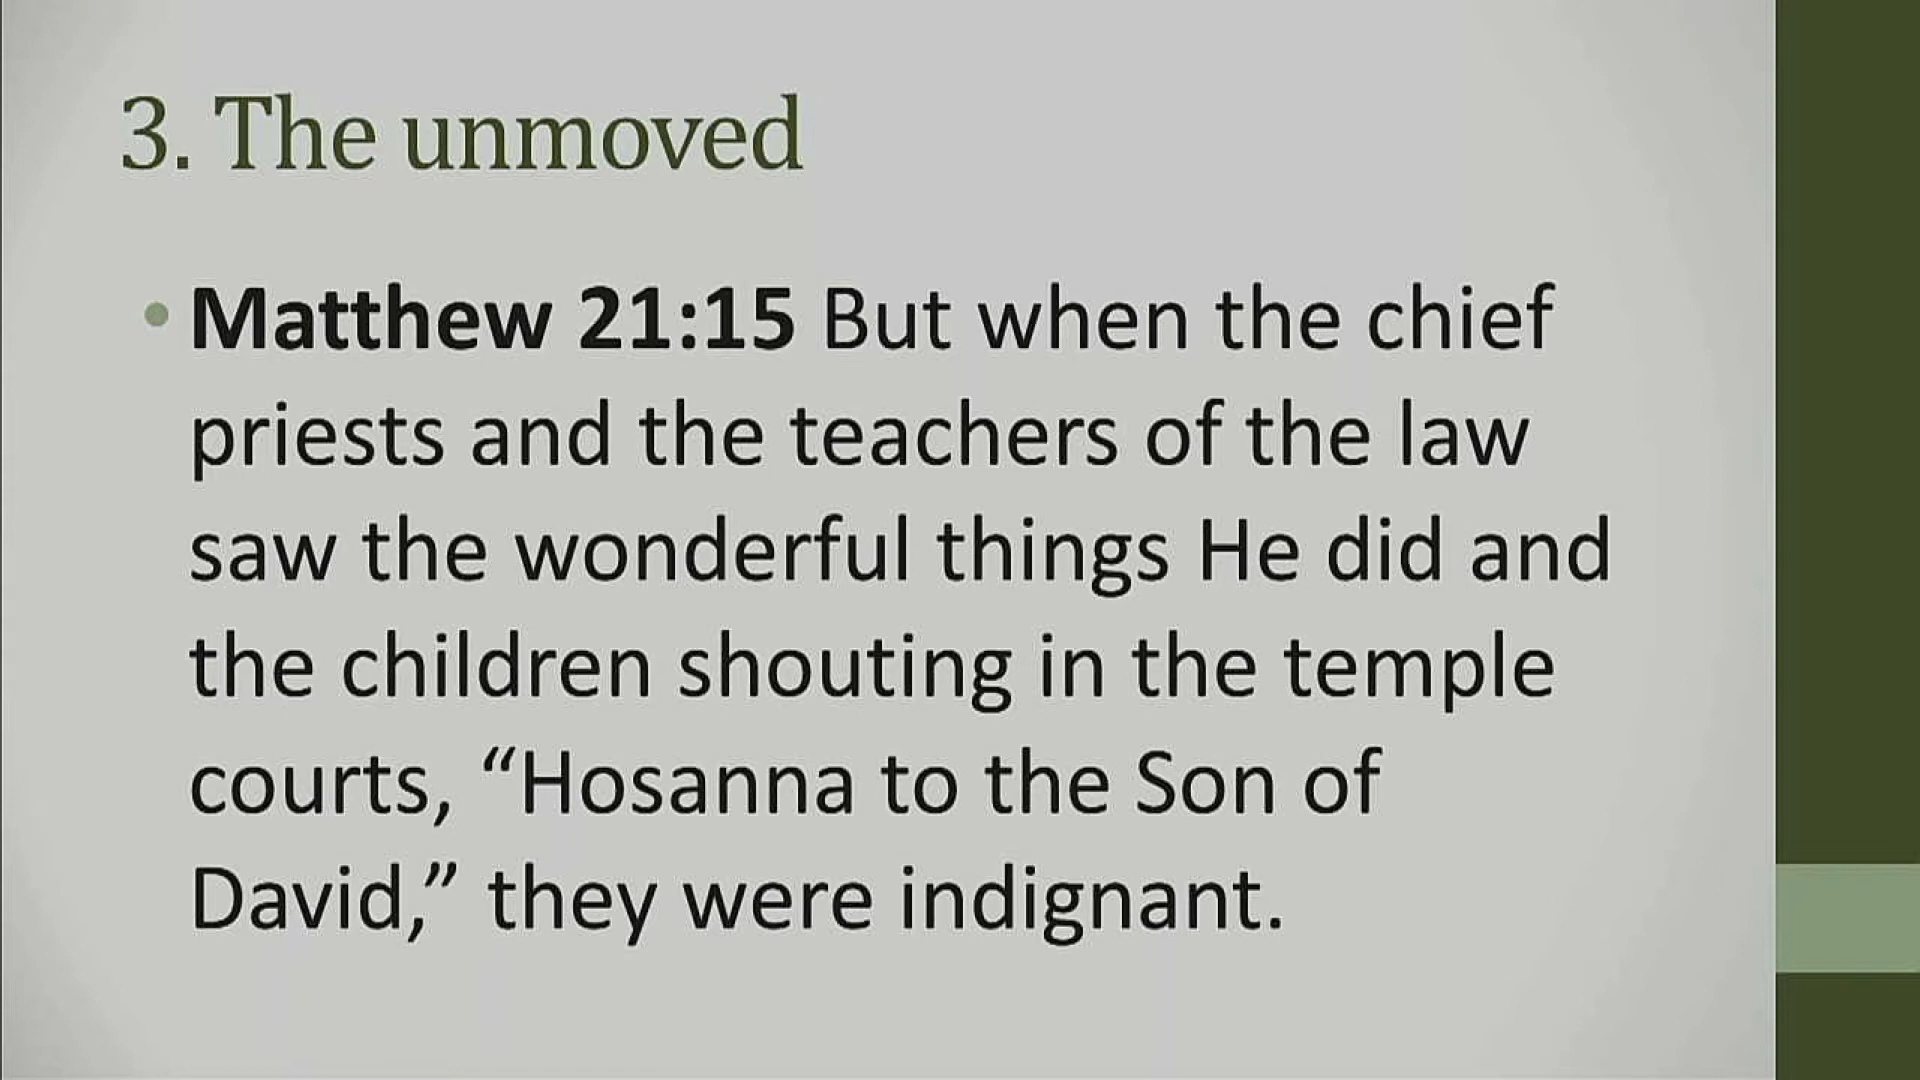 3. The unmoved
• Matthew 21:15 But when the chief
priests and the teachers of the law
saw the wonderful things He did and
the children shouting in the temple
courts, “Hosanna to the Son of
David,” they were indignant.